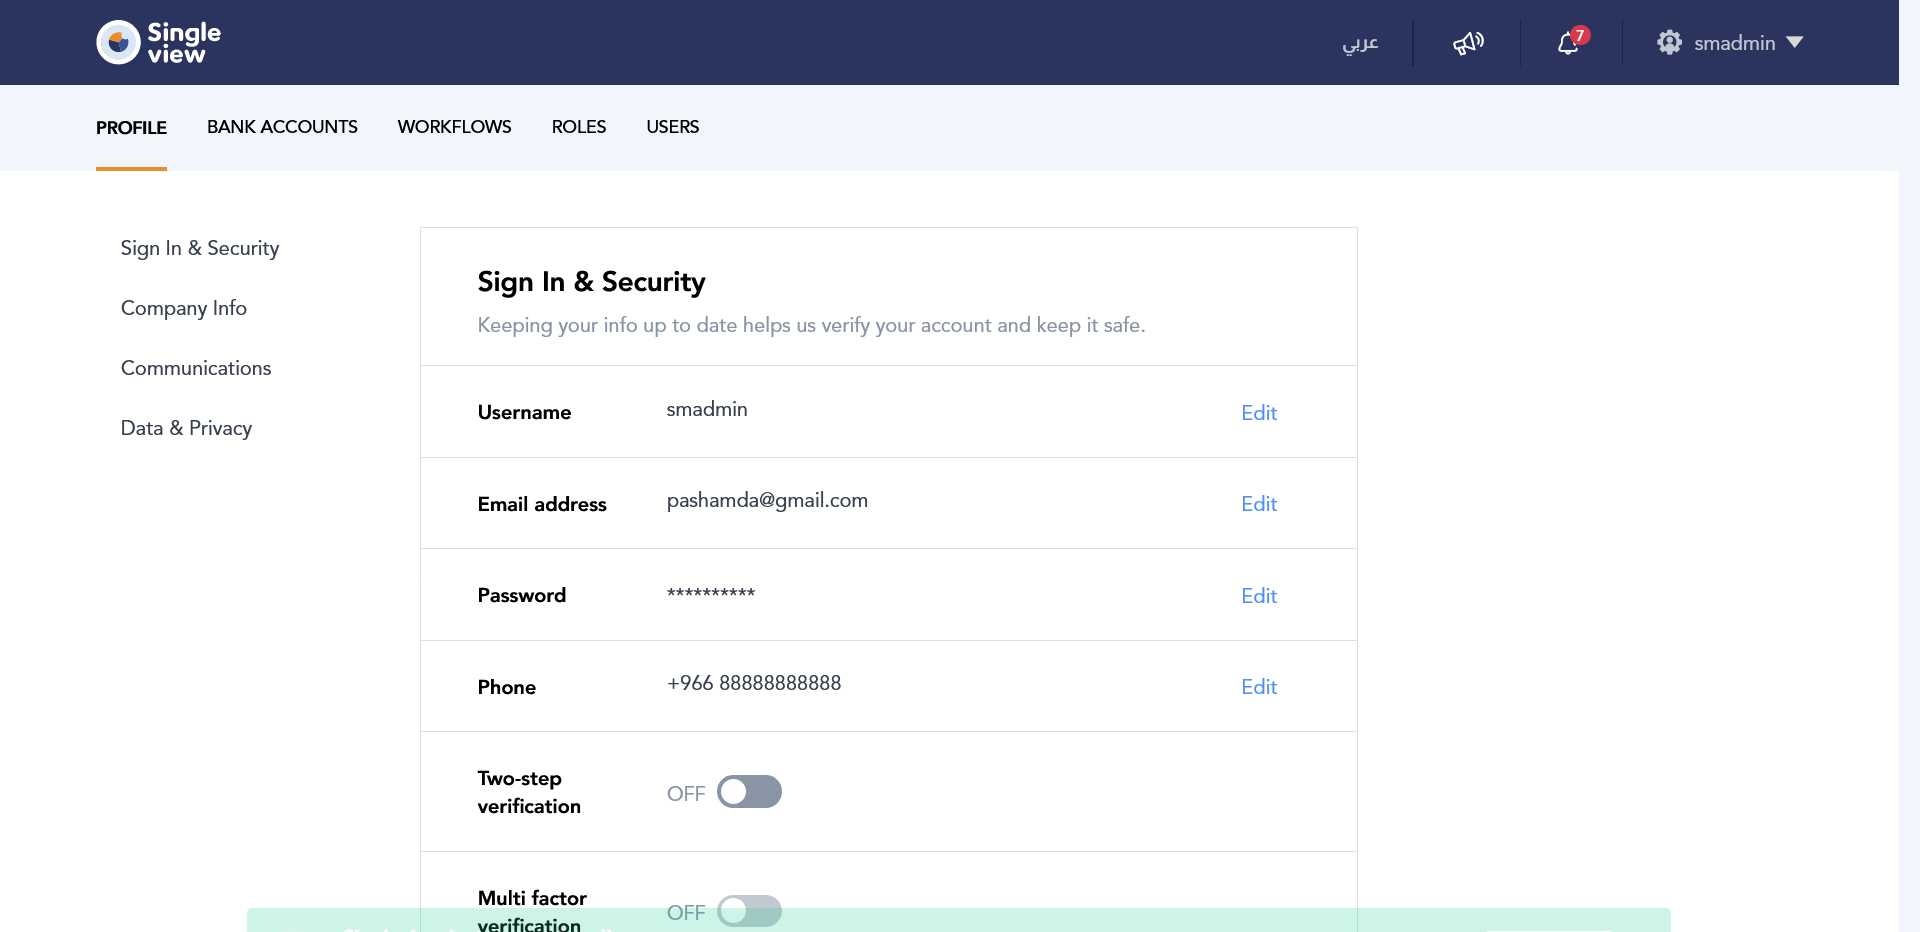 Single
view
عربي
7
smadmin
PROFILE
BANK ACCOUNTS
WORKFLOWS
ROLES
USERS
Sign In & Security
Company Info
Communications
Data & Privacy
Sign In & Security
Keeping your info up to date helps us verify your account and keep it safe.
Username
smadmin
Edit
Email address
pashamda@gmail.com
Edit
Password
**********
Edit
Phone
+966 88888888888
Edit
Two-step
verification
OFF
Multi factor
verification
OFF